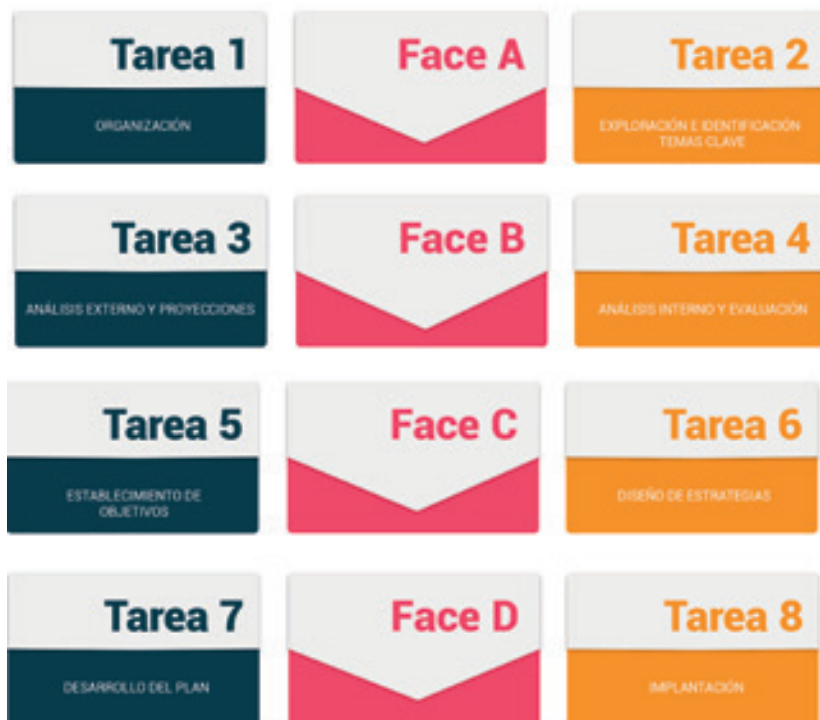 Tarea 1
ORGANIZACIÓN
Face A
Tarea 2
EXPLORACIÓN E IDENTIFICACIÓN
TEMAS CLAVE
Tarea 3
ANÁLISIS EXTERNO Y PROYECCIONES
Face B
Tarea 4
ANÁLISIS INTERNO Y EVALUACIÓN
Tarea 5
ESTABLECIMIENTO DE
OBJETIVOS
Face C
Tarea 6
DISEÑO DE ESTRATEGIAS
Tarea 7
DESARROLLO DEL PLAN
Face D
Tarea 8
IMPLANTACIÓN